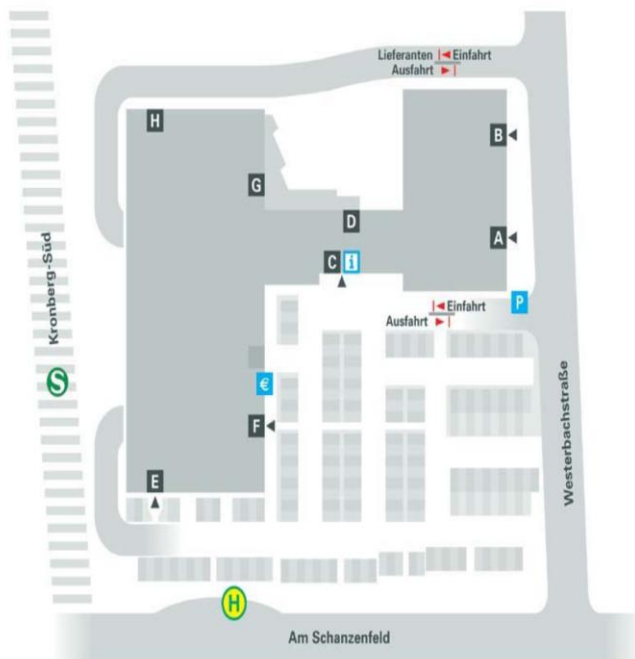 Lieferanten Einfahrt
Ausfahrt
H
B
G
D
A
C i
Einfahrt
P
Ausfahrt
Kronberg-Süd
S
€
F
Westerbachstraße
E
H
Am Schanzenfeld